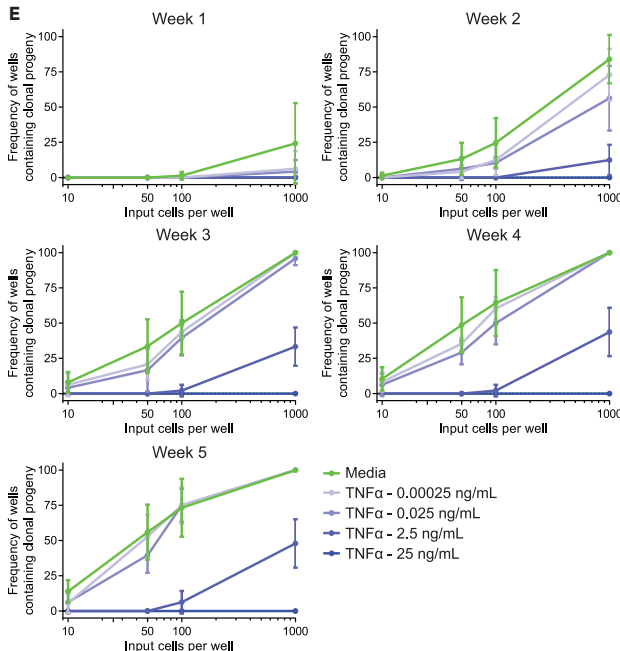 E
Week 1
Frequency of wells
containing clonal progeny
100
75
50
25
0
10
50
100
1000
Input cells per well
Week 2
Frequency of wells
containing clonal progeny
100
75
50
25
0
10
50
100
1000
Input cells per well
Week 3
Frequency of wells
containing clonal progeny
100
75
50
25
0
10
50
100
1000
Input cells per well
Week 4
Frequency of wells
containing clonal progeny
100
75
50
25
0
10
50
100
1000
Input cells per well
Week 5
Frequency of wells
containing clonal progeny
100
75
50
25
0
10
50
100
1000
Input cells per well
Media
TNFα - 0.00025 ng/mL
TNFα - 0.025 ng/mL
TNFα - 2.5 ng/mL
TNFα - 25 ng/mL